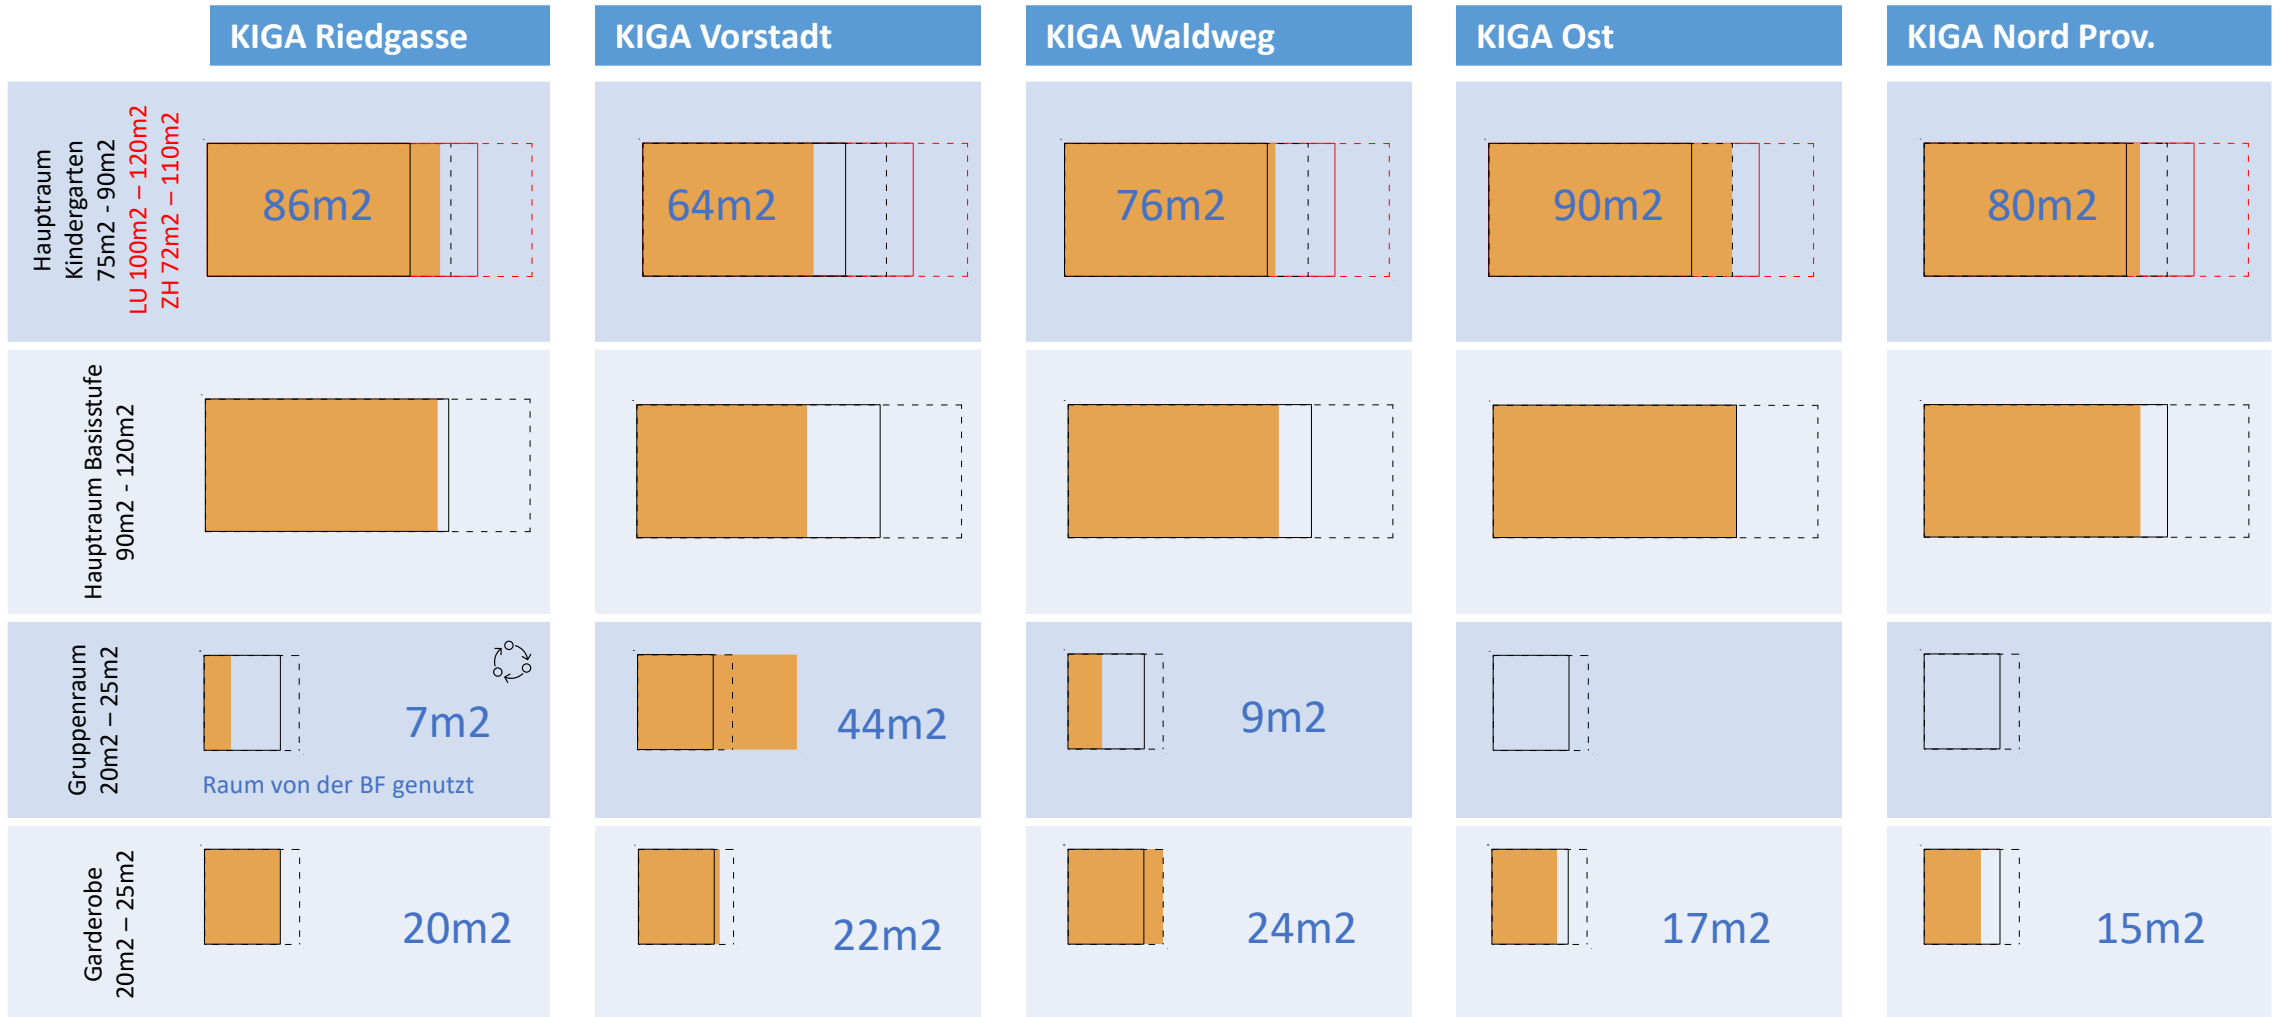 KIGA Riedgasse
KIGA Vorstadt
KIGA Waldweg
KIGA Ost
KIGA Nord Prov.
Hauptraum
Kindergarten
75m2 - 90m2
LU 100m2 – 120m2
ZH 72m2 – 110m2
86m2
64m2
76m2
90m2
80m2
Hauptraum Basisstufe
90m2 - 120m2
Gruppenraum
20m2 – 25m2
7m2
Raum von der BF genutzt
44m2
9m2
Garderobe
20m2 – 25m2
20m2
22m2
24m2
17m2
15m2